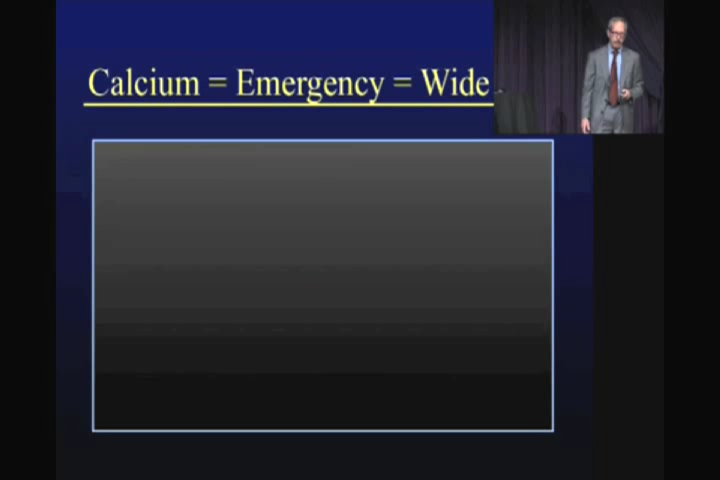 Calcium = Emergency = Wide